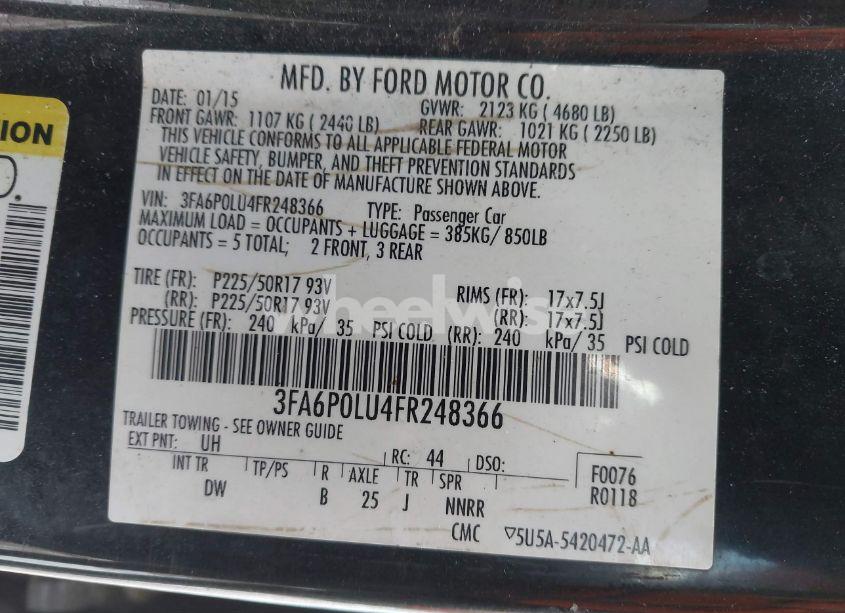 TION
MFD. BY FORD MOTOR CO.
DATE: 01/15 GVWR: 2123 KG ( 4680 LB)
FRONT GAWR: 1107 KG ( 2440 LB) REAR GAWR: 1021 KG ( 2250 LB)
THIS VEHICLE CONFORMS TO ALL APPLICABLE FEDERAL MOTOR
VEHICLE SAFETY, BUMPER, AND THEFT PREVENTION STANDARDS
IN EFFECT ON THE DATE OF MANUFACTURE SHOWN ABOVE.
VIN: 3FA6P0LU4FR248366 TYPE: Passenger Car
MAXIMUM LOAD = OCCUPANTS + LUGGAGE = 385KG/ 850LB
OCCUPANTS = 5 TOTAL; 2 FRONT, 3 REAR
TIRE (FR): P225/50R17 93V RIMS (FR): 17x7.5J
(RR): P225/50R17 93V (RR): 17x7.5J
wheelwise
PRESSURE (FR): 240 kPa/ 35 PSI COLD (RR): 240 kPa/ 35 PSI COLD
3FA6P0LU4FR248366
TRAILER TOWING - SEE OWNER GUIDE
EXT PNT: UH RC: 44 DSO: F0076
INT TR TP/PS R AXLE TR SPR R0118
DW B 25 J NNRR
CMC ▽5U5A-5420472-AA